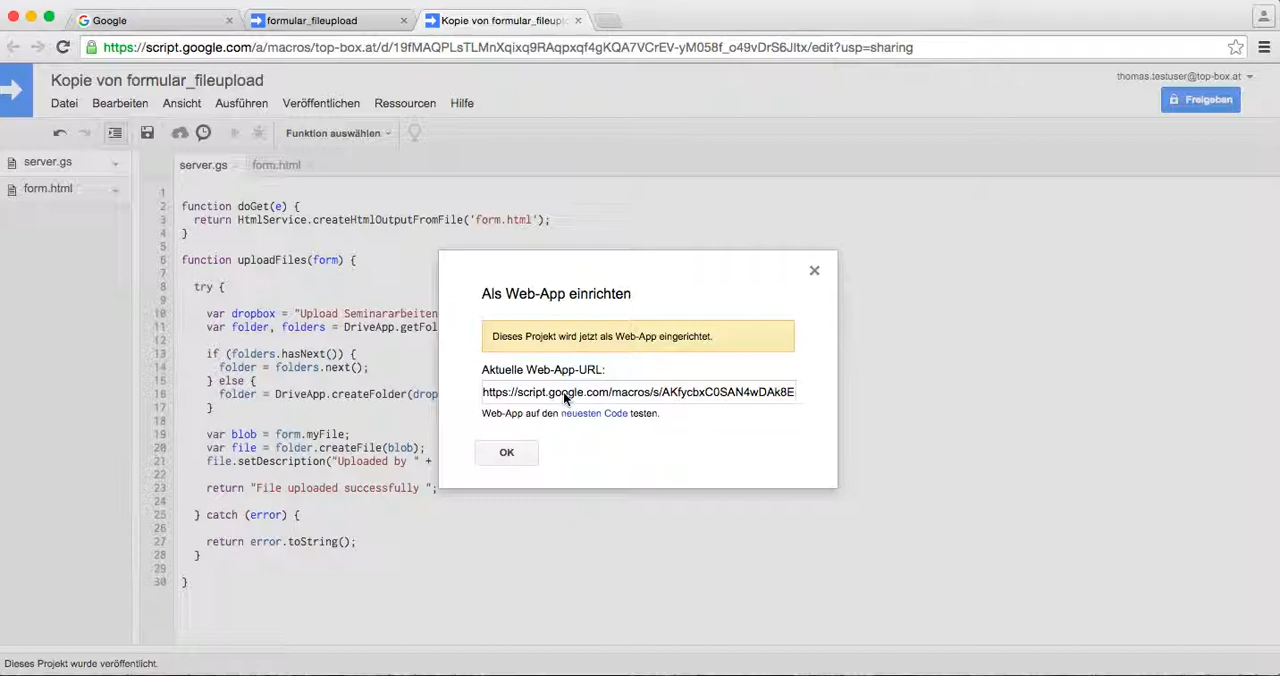 Google
formular_fileupload
Kopie von formular_fileuplo
https://script.google.com/a/macros/top-box.at/d/19fMAQPLsTLMnXqixq9RAqpxqf4gKQA7VCrEV-yM058f_o49vDrS6Jltx/edit?usp=sharing
Kopie von formular_fileupload
thomas.testuser@top-box.at
Datei Bearbeiten Ansicht Ausführen Veröffentlichen Ressourcen Hilfe
Freigeben
Funktion auswählen
server.gs
form.html
server.gs form.html
1
2 function doGet(e) {
3 return HtmlService.createHtmlOutputFromFile('form.html');
4 }
5
6 function uploadFiles(form) {
7
8 try {
9
10 var dropbox = "Upload Seminararbeiten
11 var folder, folders = DriveApp.getFol
12
13 if (folders.hasNext()) {
14 folder = folders.next();
15 } else {
16 folder = DriveApp.createFolder(drop
17 }
18
19 var blob = form.myFile;
20 var file = folder.createFile(blob);
21 file.setDescription("Uploaded by " +
22
23 return "File uploaded successfully ";
24
25 } catch (error) {
26
27 return error.toString();
28 }
29
30 }
Als Web-App einrichten
Dieses Projekt wird jetzt als Web-App eingerichtet.
Aktuelle Web-App-URL:
https://script.google.com/macros/s/AKfycbxC0SAN4wDAk8E
Web-App auf den neuesten Code testen.
OK
Dieses Projekt wurde veröffentlicht.